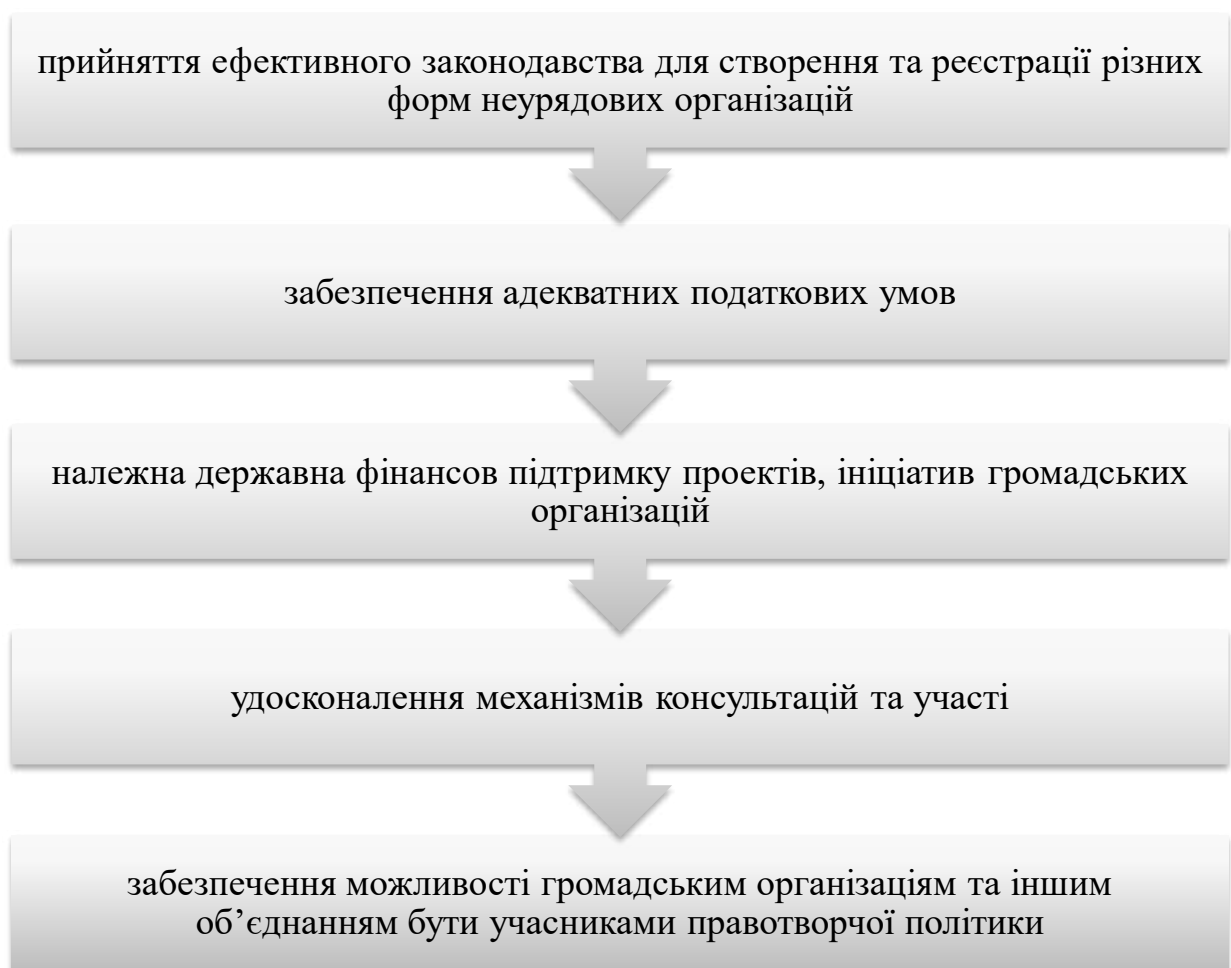 прийняття ефективного законодавства для створення та реєстрації різних
форм неурядових організацій
забезпечення адекватних податкових умов
належна державна фінансов підтримку проектів, ініціатив громадських
організацій
удосконалення механізмів консультацій та участі
забезпечення можливості громадським організаціям та іншим
об’єднанням бути учасниками правотворчої політики